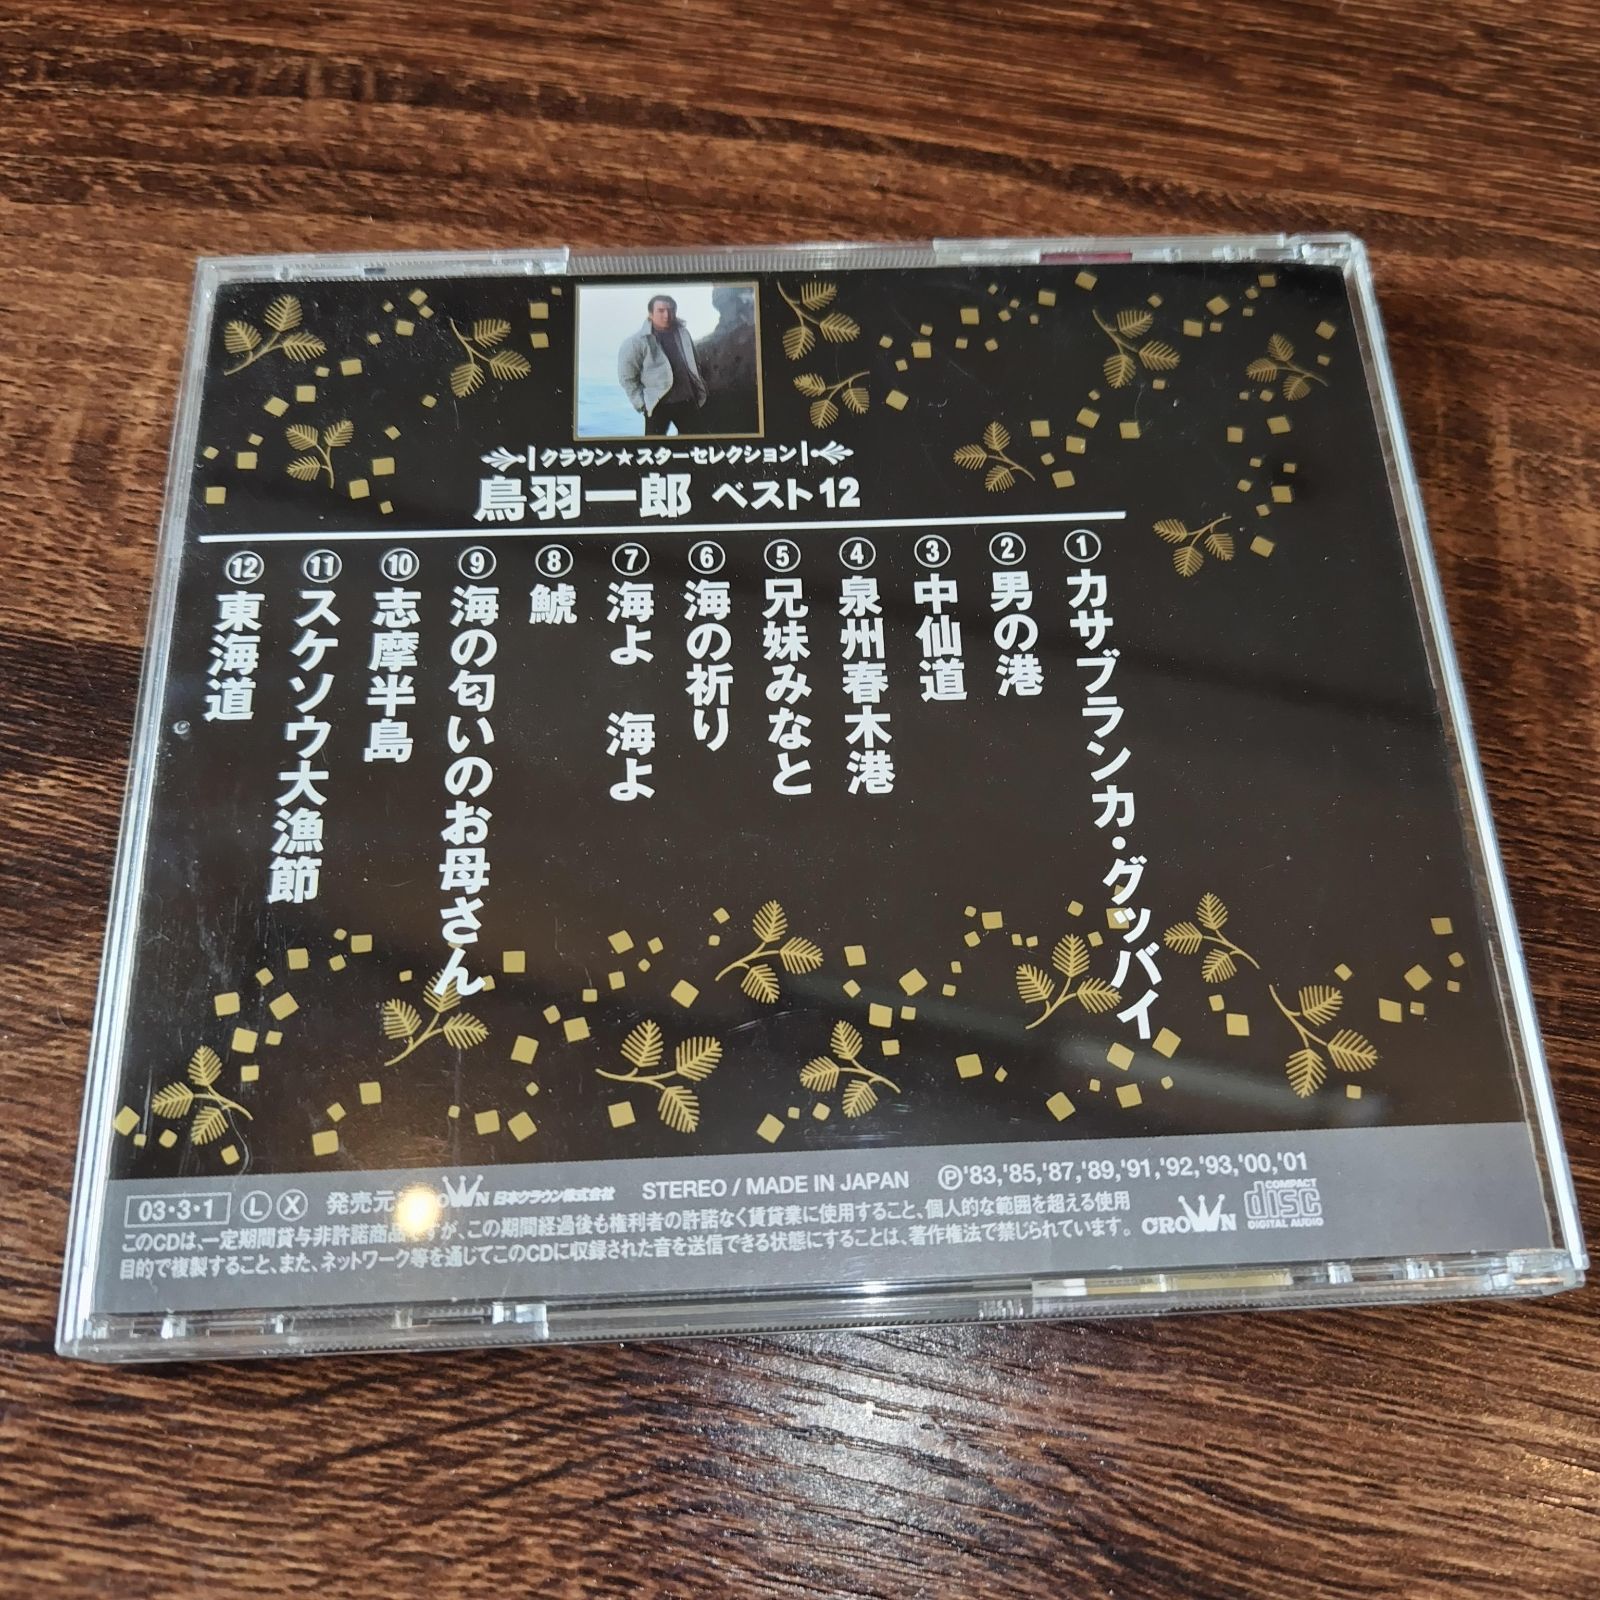 クラウン★スターセレクション
鳥羽一郎 ベスト12
①カサブランカ・グッバイ
②男の港
③中仙道
④泉州春木港
⑤兄妹みなと
⑥海の祈り
⑦海よ 海よ
⑧鯱
⑨海の匂いのお母さん
⑩志摩半島
⑪スケソウ大漁節
⑫東海道
03・3・1 Ⓛ Ⓧ 発売元 日本クラウン株式会社 STEREO / MADE IN JAPAN Ⓟ'83,'85,'87,'89,'91,'92,'93,'00,'01
このCDは、一定期間貸与非許諾商品 が、この期間経過後も権利者の許諾なく賃貸業に使用すること、個人的な範囲を超える使用
目的で複製すること、また、ネットワーク等を通じてこのCDに収録された音を送信できる状態にすることは、著作権法で禁じられています。
CROWN
COMPACT
disc
DIGITAL AUDIO